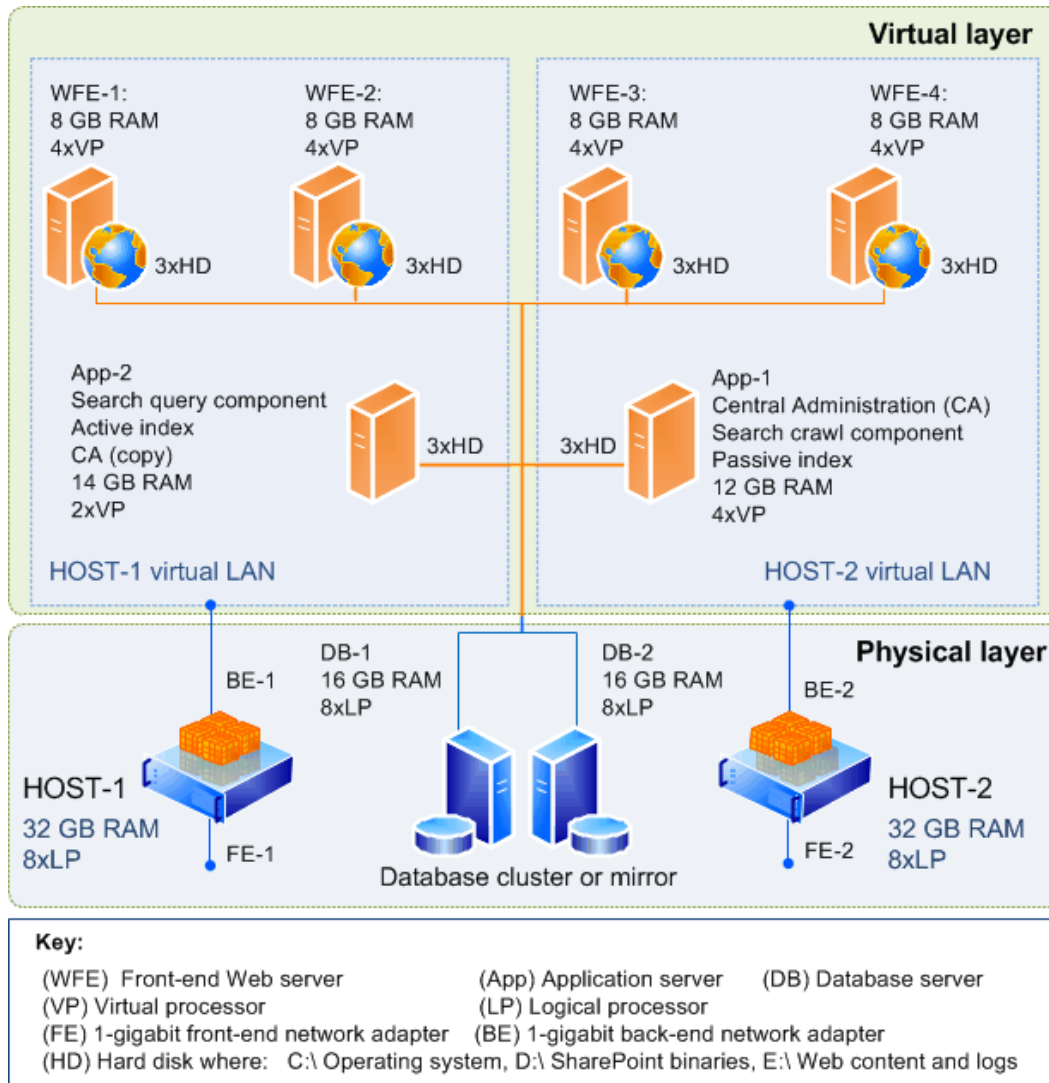 Virtual layer
WFE-1:
8 GB RAM
4xVP
3xHD
WFE-2:
8 GB RAM
4xVP
3xHD
WFE-3:
8 GB RAM
4xVP
3xHD
WFE-4:
8 GB RAM
4xVP
3xHD
App-2
Search query component
Active index
CA (copy)
14 GB RAM
2xVP
3xHD
3xHD
App-1
Central Administration (CA)
Search crawl component
Passive index
12 GB RAM
4xVP
HOST-1 virtual LAN
HOST-2 virtual LAN
Physical layer
BE-1
HOST-1
32 GB RAM
8xLP
FE-1
DB-1
16 GB RAM
8xLP
DB-2
16 GB RAM
8xLP
Database cluster or mirror
BE-2
HOST-2
32 GB RAM
8xLP
FE-2
Key:
(WFE) Front-end Web server (App) Application server (DB) Database server
(VP) Virtual processor (LP) Logical processor
(FE) 1-gigabit front-end network adapter (BE) 1-gigabit back-end network adapter
(HD) Hard disk where: C:\ Operating system, D:\ SharePoint binaries, E:\ Web content and logs